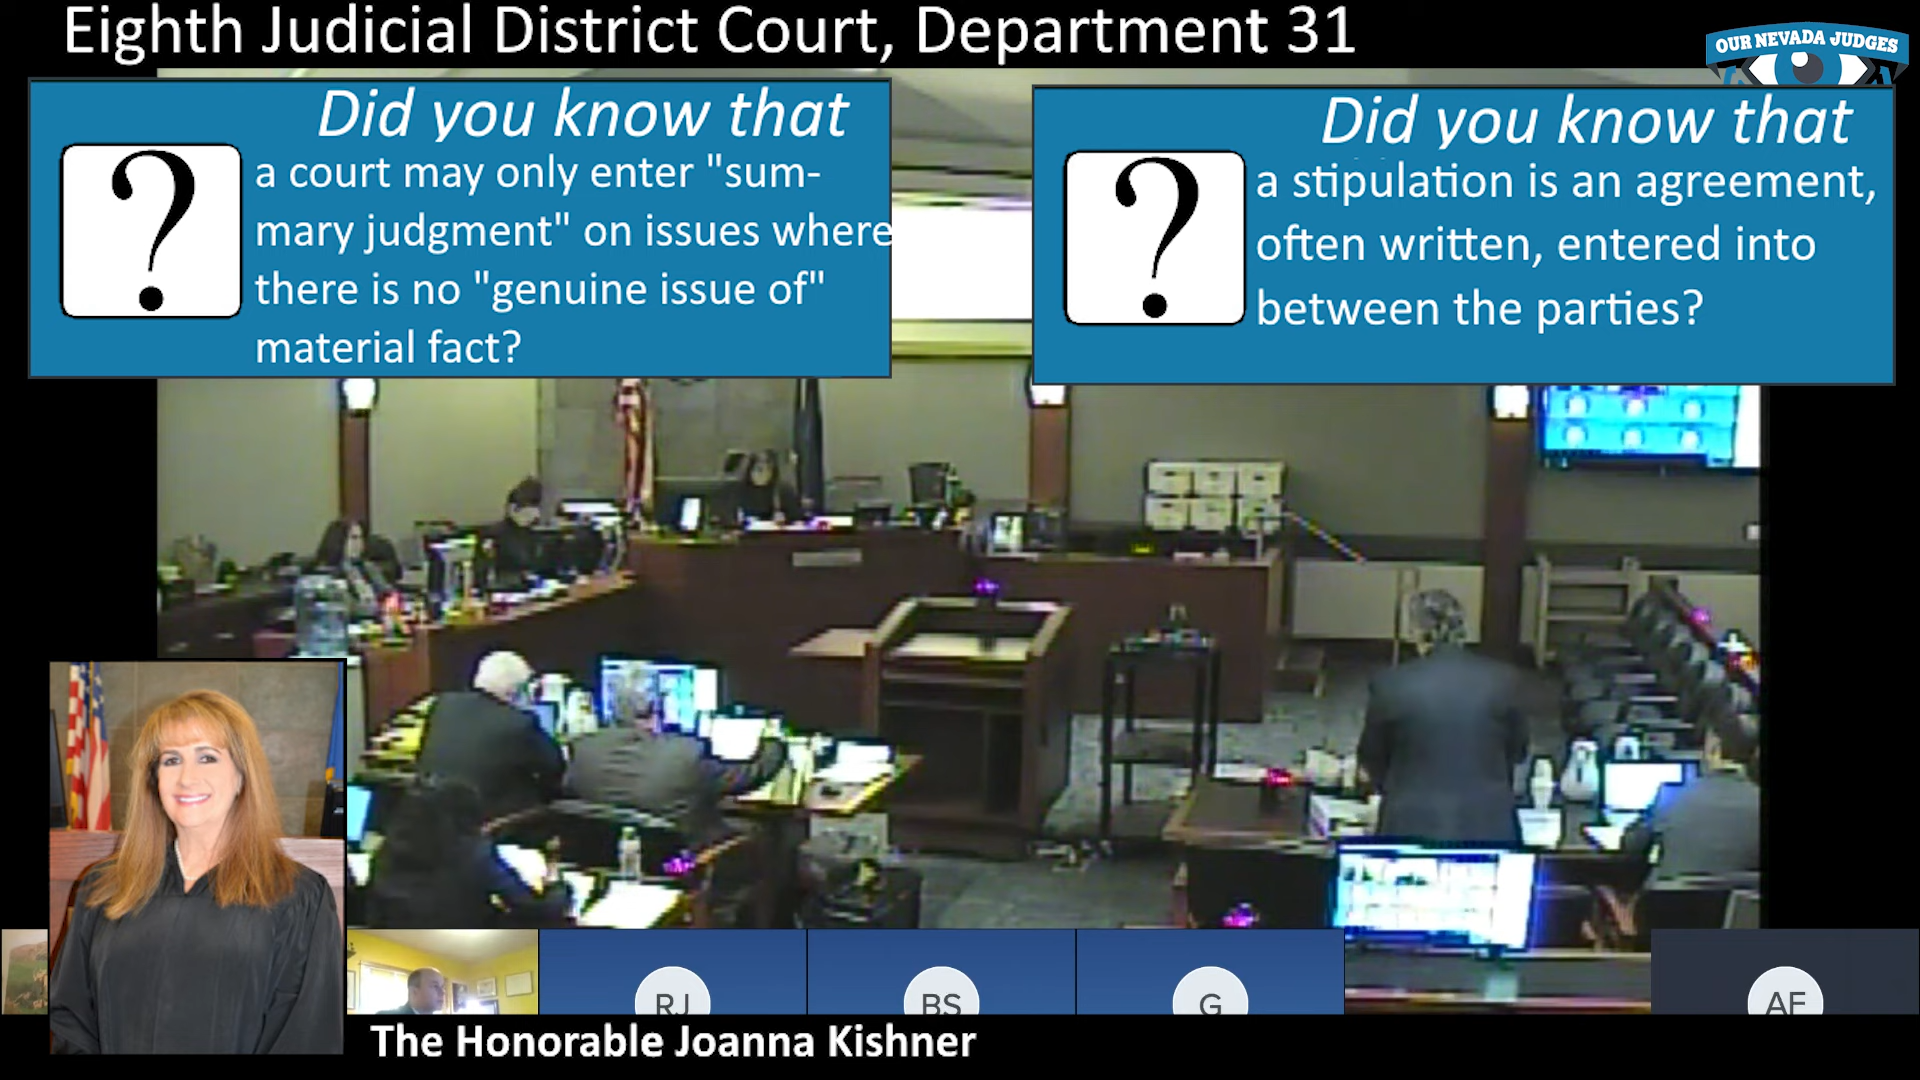 Eighth Judicial District Court, Department 31
OUR NEVADA JUDGES
Did you know that
?
a court may only enter "sum-
mary judgment" on issues where
there is no "genuine issue of"
material fact?
Did you know that
?
a stipulation is an agreement,
often written, entered into
between the parties?
RJ
BS
G
AF
The Honorable Joanna Kishner